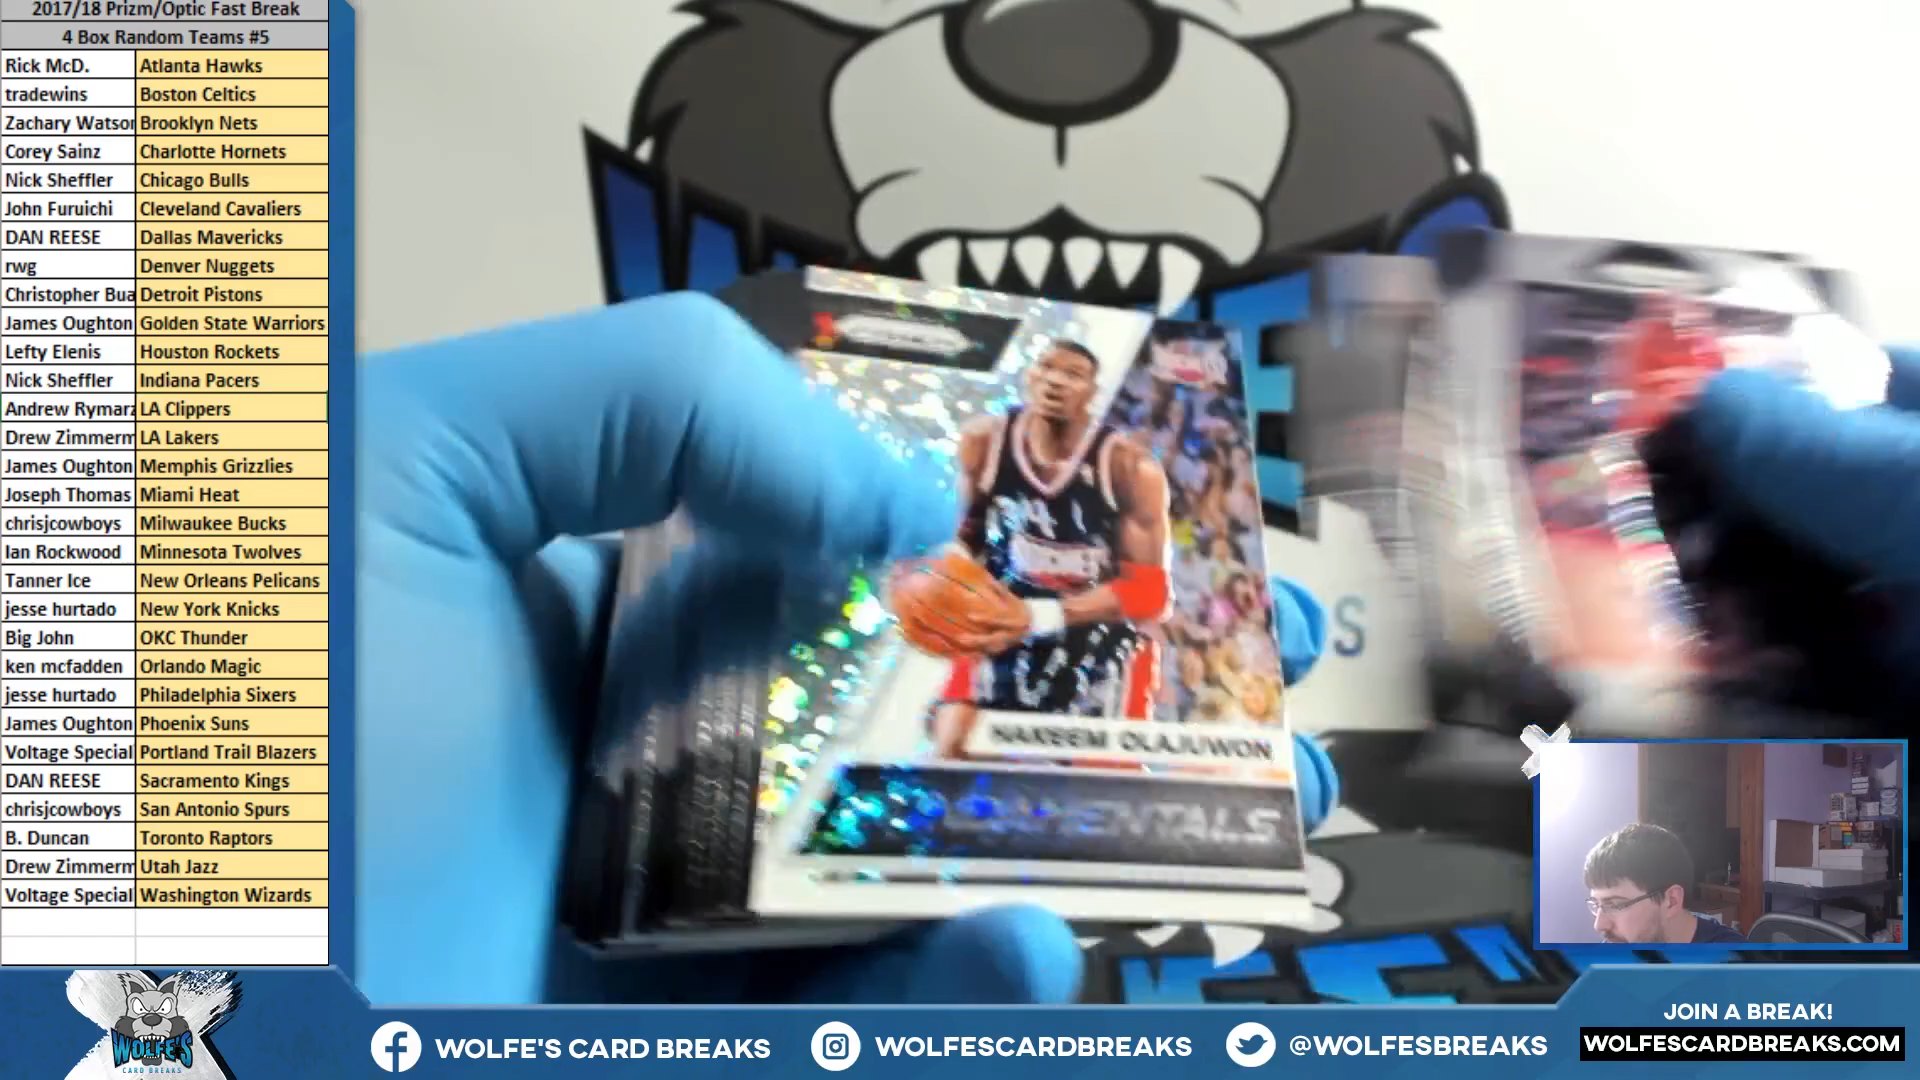 2017/18 Prizm/Optic Fast Break
4 Box Random Teams #5
Rick McD. Atlanta Hawks
tradewins Boston Celtics
Zachary Watson Brooklyn Nets
Corey Sainz Charlotte Hornets
Nick Sheffler Chicago Bulls
John Furuichi Cleveland Cavaliers
DAN REESE Dallas Mavericks
rwg Denver Nuggets
Christopher Bua Detroit Pistons
James Oughton Golden State Warriors
Lefty Elenis Houston Rockets
Nick Sheffler Indiana Pacers
Andrew Rymarz LA Clippers
Drew Zimmerm LA Lakers
James Oughton Memphis Grizzlies
Joseph Thomas Miami Heat
chrisjcowboys Milwaukee Bucks
Ian Rockwood Minnesota Twolves
Tanner Ice New Orleans Pelicans
jesse hurtado New York Knicks
Big John OKC Thunder
ken mcfadden Orlando Magic
jesse hurtado Philadelphia Sixers
James Oughton Phoenix Suns
Voltage Special Portland Trail Blazers
DAN REESE Sacramento Kings
chrisjcowboys San Antonio Spurs
B. Duncan Toronto Raptors
Drew Zimmerm Utah Jazz
Voltage Special Washington Wizards
34
HAKEEM OLAJUWON
WOLFE'S
CARD BREAKS
WOLFE'S CARD BREAKS
WOLFESCARDBREAKS
@WOLFESBREAKS
JOIN A BREAK!
WOLFESCARDBREAKS.COM